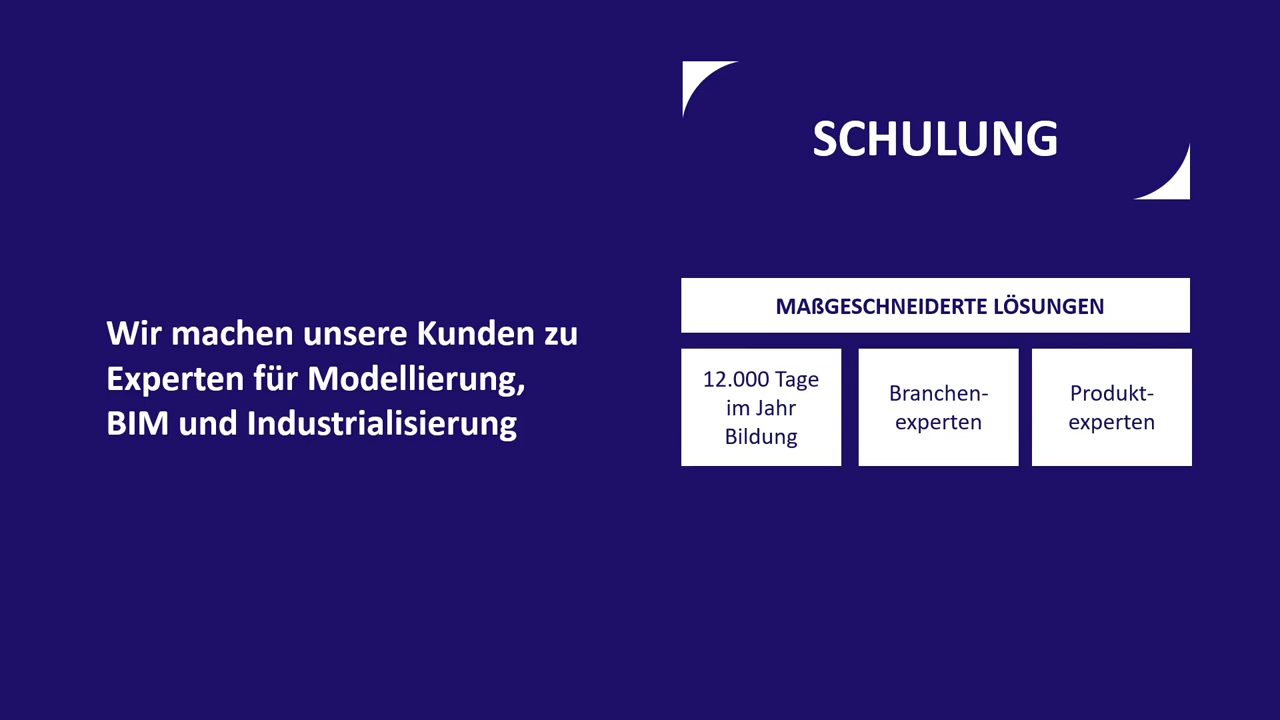 SCHULUNG
Wir machen unsere Kunden zu
Experten für Modellierung,
BIM und Industrialisierung
MAßGESCHNEIDERTE LÖSUNGEN
12.000 Tage
im Jahr
Bildung
Branchen-
experten
Produkt-
experten